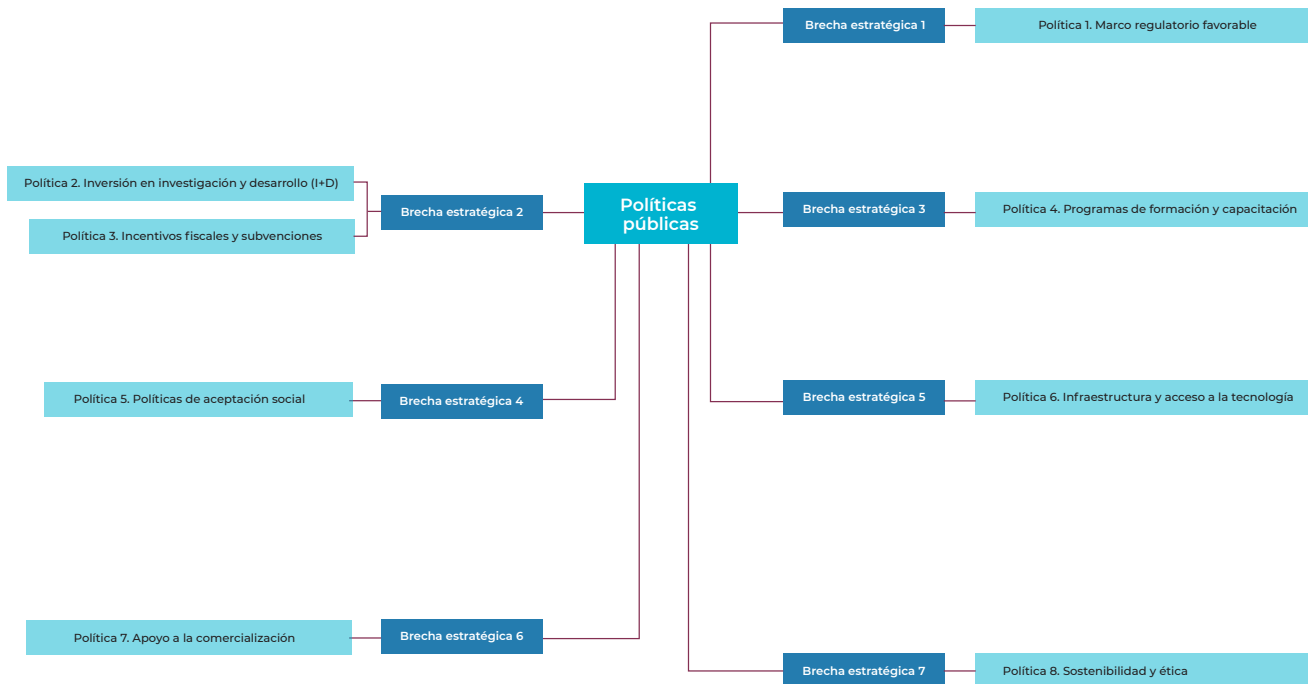 Brecha estratégica 1
Política 1. Marco regulatorio favorable
Política 2. Inversión en investigación y desarrollo (I+D)
Política 3. Incentivos fiscales y subvenciones
Brecha estratégica 2
Políticas
públicas
Brecha estratégica 3
Política 4. Programas de formación y capacitación
Política 5. Políticas de aceptación social
Brecha estratégica 4
Brecha estratégica 5
Política 6. Infraestructura y acceso a la tecnología
Política 7. Apoyo a la comercialización
Brecha estratégica 6
Brecha estratégica 7
Política 8. Sostenibilidad y ética